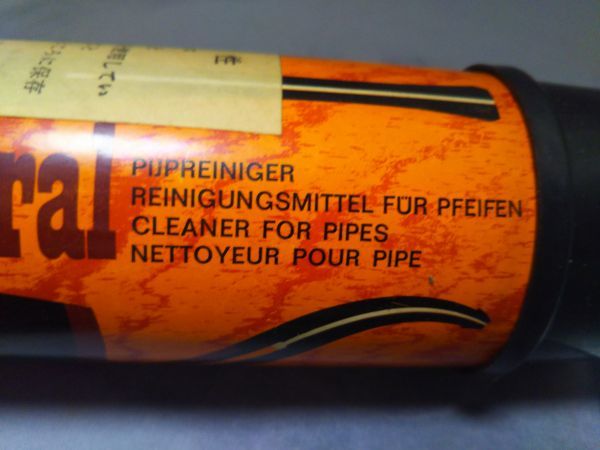 ral
PIJPREINIGER
REINIGUNGSMITTEL FÜR PFEIFEN
CLEANER FOR PIPES
NETTOYEUR POUR PIPE